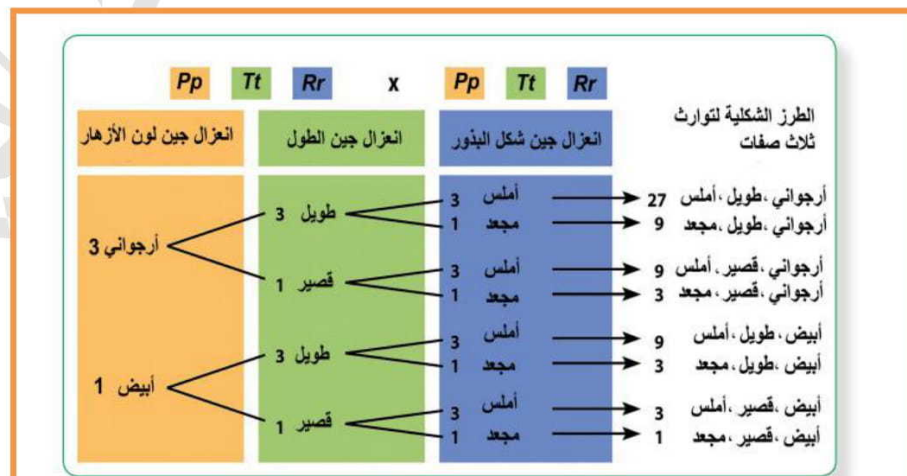 Pp Tt Rr x Pp Tt Rr
الطرز الشكلية لتوارث
ثلاث صفات
انعزال جين شكل البذور
انعزال جين الطول
انعزال جين لون الأزهار
أرجواني 3
3 طويل
3 أملس
27 أرجواني، طويل، أملس
1 مجعد
9 أرجواني، طويل، مجعد
1 قصير
3 أملس
9 أرجواني، قصير، أملس
1 مجعد
3 أرجواني، قصير، مجعد
أبيض 1
3 طويل
3 أملس
9 أبيض، طويل، أملس
1 مجعد
3 أبيض، طويل، مجعد
1 قصير
3 أملس
3 أبيض، قصير، أملس
1 مجعد
1 أبيض، قصير، مجعد